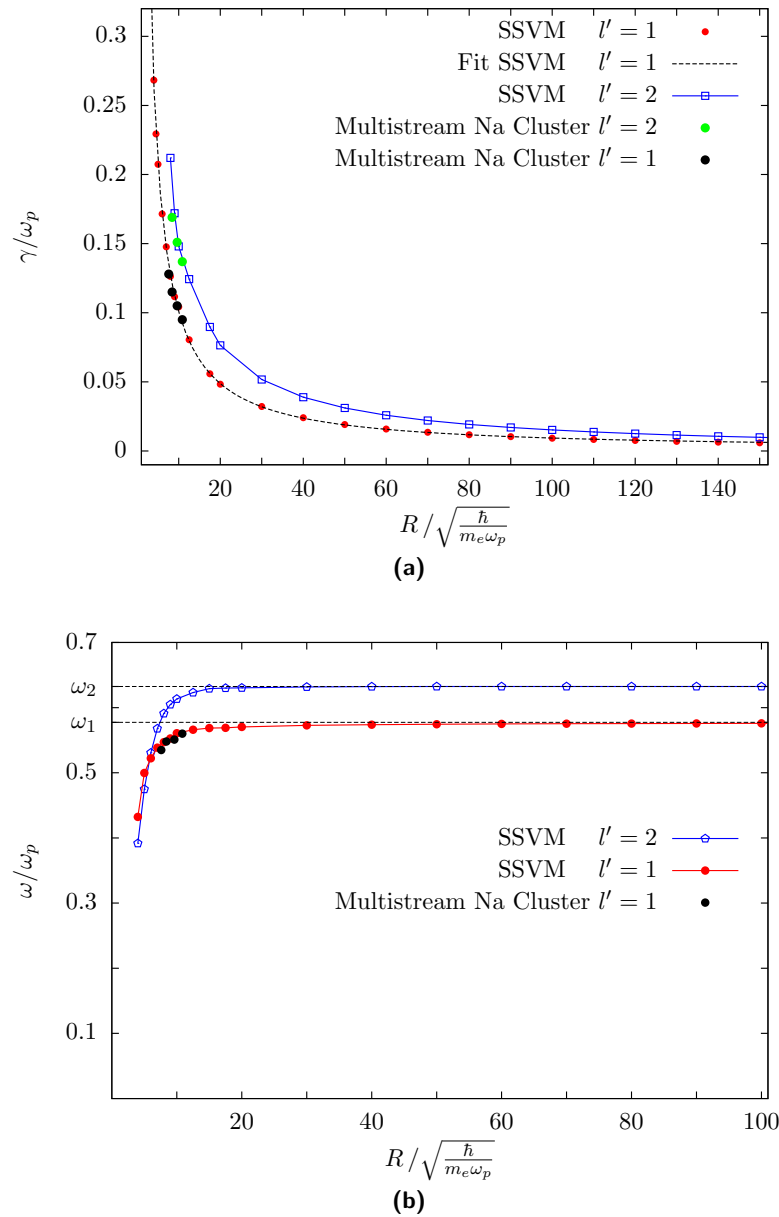 0.3
0.25
0.2
0.15
0.1
0.05
0
γ/ω_p
SSVM l′ = 1
Fit SSVM l′ = 1
SSVM l′ = 2
Multistream Na Cluster l′ = 2
Multistream Na Cluster l′ = 1
20 40 60 80 100 120 140
R/√(ħ/(m_e ω_p))
(a)
0.7
ω_2
ω_1
0.5
0.3
0.1
ω/ω_p
SSVM l′ = 2
SSVM l′ = 1
Multistream Na Cluster l′ = 1
20 40 60 80 100
R/√(ħ/(m_e ω_p))
(b)